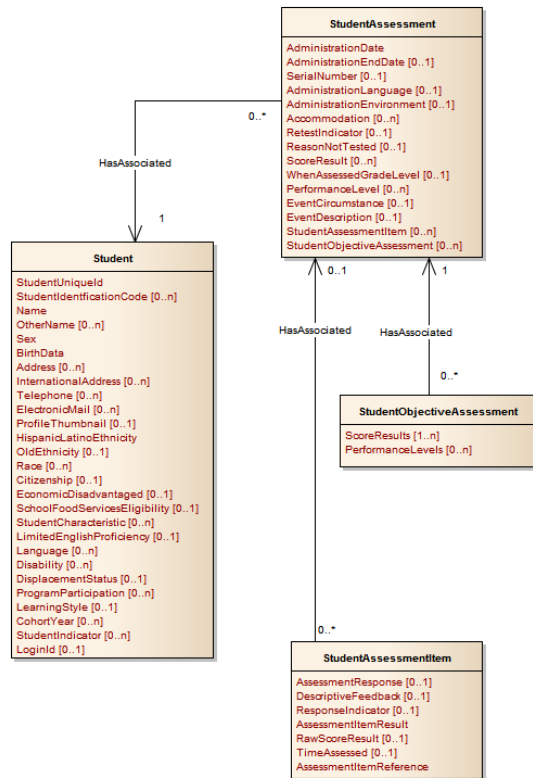 StudentAssessment
AdministrationDate
AdministrationEndDate [0..1]
SerialNumber [0..1]
AdministrationLanguage [0..1]
AdministrationEnvironment [0..1]
Accommodation [0..n]
RetestIndicator [0..1]
ReasonNotTested [0..1]
ScoreResult [0..n]
WhenAssessedGradeLevel [0..1]
PerformanceLevel [0..n]
EventCircumstance [0..1]
EventDescription [0..1]
StudentAssessmentItem [0..n]
StudentObjectiveAssessment [0..n]
0..*
HasAssociated
1
Student
StudentUniqueId
StudentIdentficationCode [0..n]
Name
OtherName [0..n]
Sex
BirthData
Address [0..n]
InternationalAddress [0..n]
Telephone [0..n]
ElectronicMail [0..n]
ProfileThumbnail [0..1]
HispanicLatinoEthnicity
OldEthnicity [0..1]
Race [0..n]
Citizenship [0..1]
EconomicDisadvantaged [0..1]
SchoolFoodServicesEligibility [0..1]
StudentCharacteristic [0..n]
LimitedEnglishProficiency [0..1]
Language [0..n]
Disability [0..n]
DisplacementStatus [0..1]
ProgramParticipation [0..n]
LearningStyle [0..1]
CohortYear [0..n]
StudentIndicator [0..n]
LoginId [0..1]
0..1
HasAssociated
0..*
1
HasAssociated
0..*
StudentObjectiveAssessment
ScoreResults [1..n]
PerformanceLevels [0..n]
StudentAssessmentItem
AssessmentResponse [0..1]
DescriptiveFeedback [0..1]
ResponseIndicator [0..1]
AssessmentItemResult
RawScoreResult [0..1]
TimeAssessed [0..1]
AssessmentItemReference